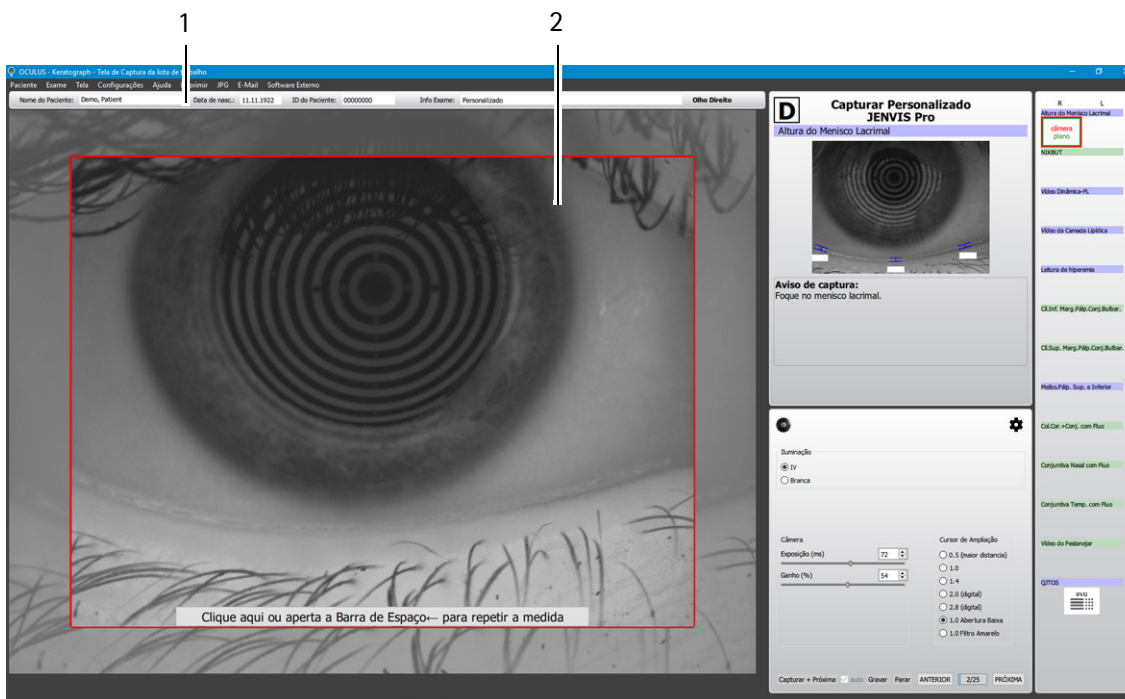 1
2
OCULUS - Keratograph - Tela de Captura da lista de trabalho
Paciente Exame Tela Configurações Ajuda Imprimir JPG E-Mail Software Externo
Nome do Paciente: Demo, Patient Data de nasc.: 11.11.1922 ID do Paciente: 00000000 Info Exame: Personalizado Olho Direito
Clique aqui ou aperta a Barra de Espaço← para repetir a medida
D
Capturar Personalizado
JENVIS Pro
Altura do Menisco Lacrimal
Aviso de captura:
Foque no menisco lacrimal.
Iluminação
IV
Branca
Câmera
Exposição (ms) 72
Ganho (%) 54
Cursor de Ampliação
0.5 (maior distancia)
1.0
1.4
2.0 (digital)
2.8 (digital)
1.0 Abertura Baixa
1.0 Filtro Amarelo
Capturar + Próxima auto Gravar Parar ANTERIOR 2/25 PRÓXIMA
R L
Altura do Menisco Lacrimal
câmera
plano
NIKBUT
Vídeo Dinâmica-FL
Vídeo da Camada Lipídica
Leitura de hiperemia
Cíl.Inf. Marg.Pálp.Conj.Bulbar.
Cíl.Sup. Marg.Pálp.Conj.Bulbar.
Meibo.Pálp. Sup. e Inferior
Col.Cor.+Conj. com Fluo
Conjuntiva Nasal com Fluo
Conjuntiva Temp. com Fluo
Vídeo do Pestanejar
QJTOS